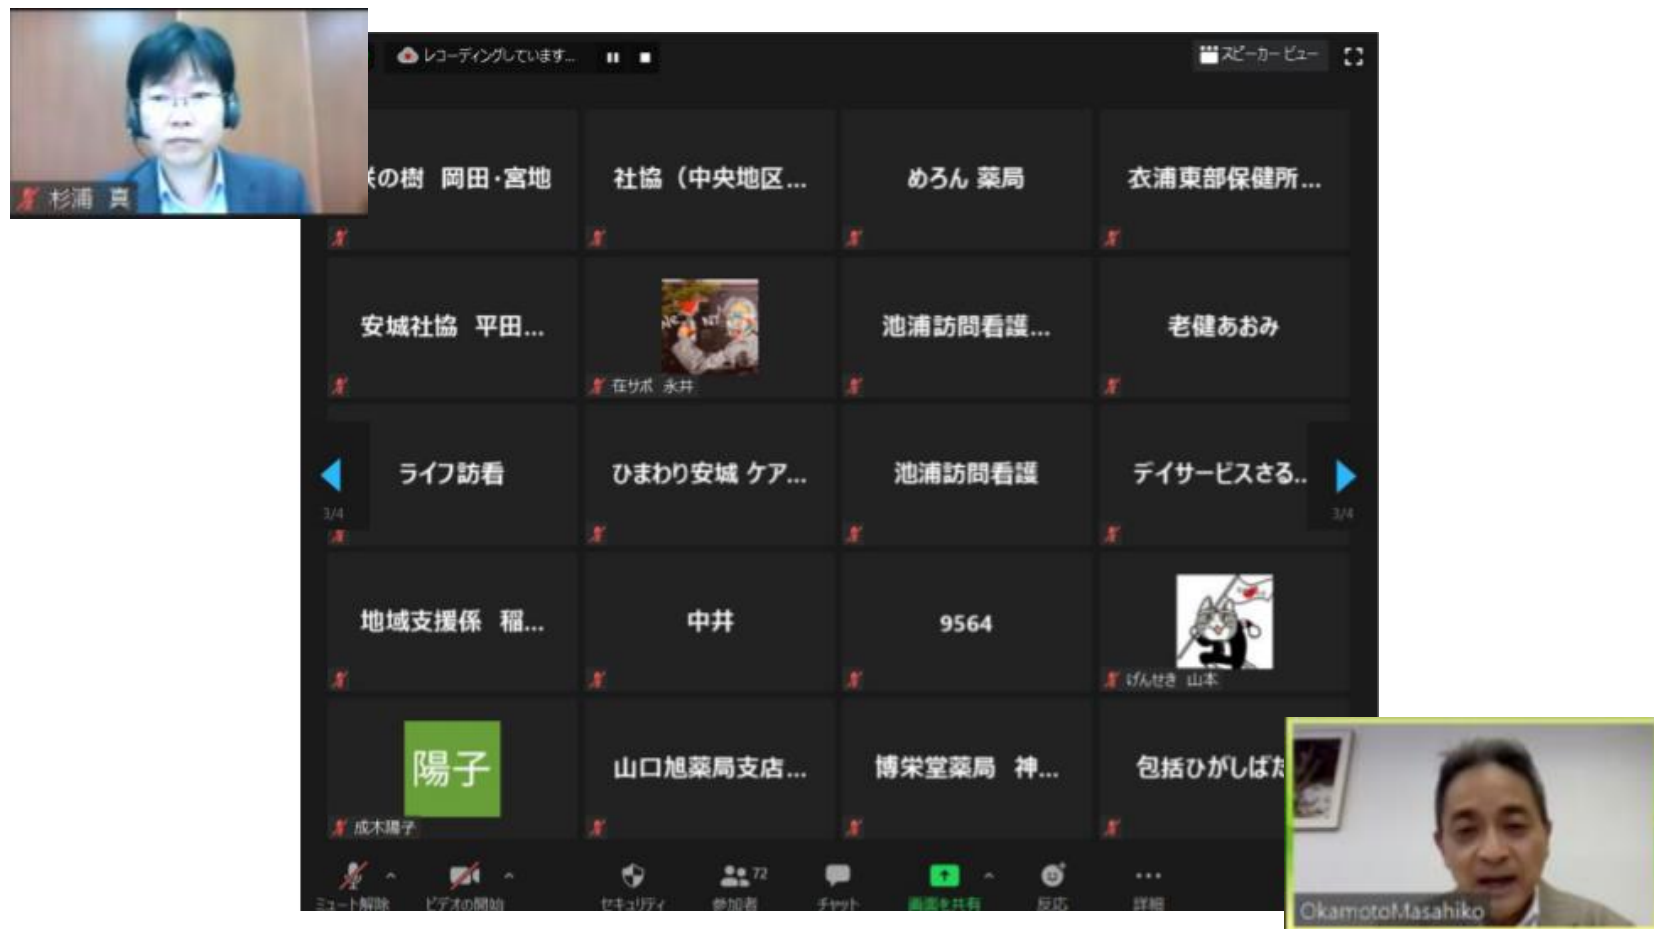 レコーディングしています...
スピーカー ビュー
杉浦 真
の樹 岡田・宮地
社協（中央地区...
めろん 薬局
衣浦東部保健所...
安城社協 平田...
在サポ 永井
池浦訪問看護...
老健あおみ
ライフ訪看
ひまわり安城 ケア...
池浦訪問看護
デイサービスさる..
3/4
3/4
地域支援係 稲...
中井
9564
げんせき 山本
陽子
成木陽子
山口旭薬局支店...
博栄堂薬局 神...
包括ひがしば
72
ミュート解除
ビデオの開始
セキュリティ
参加者
チャット
画面を共有
反応
詳細
OkamotoMasahiko